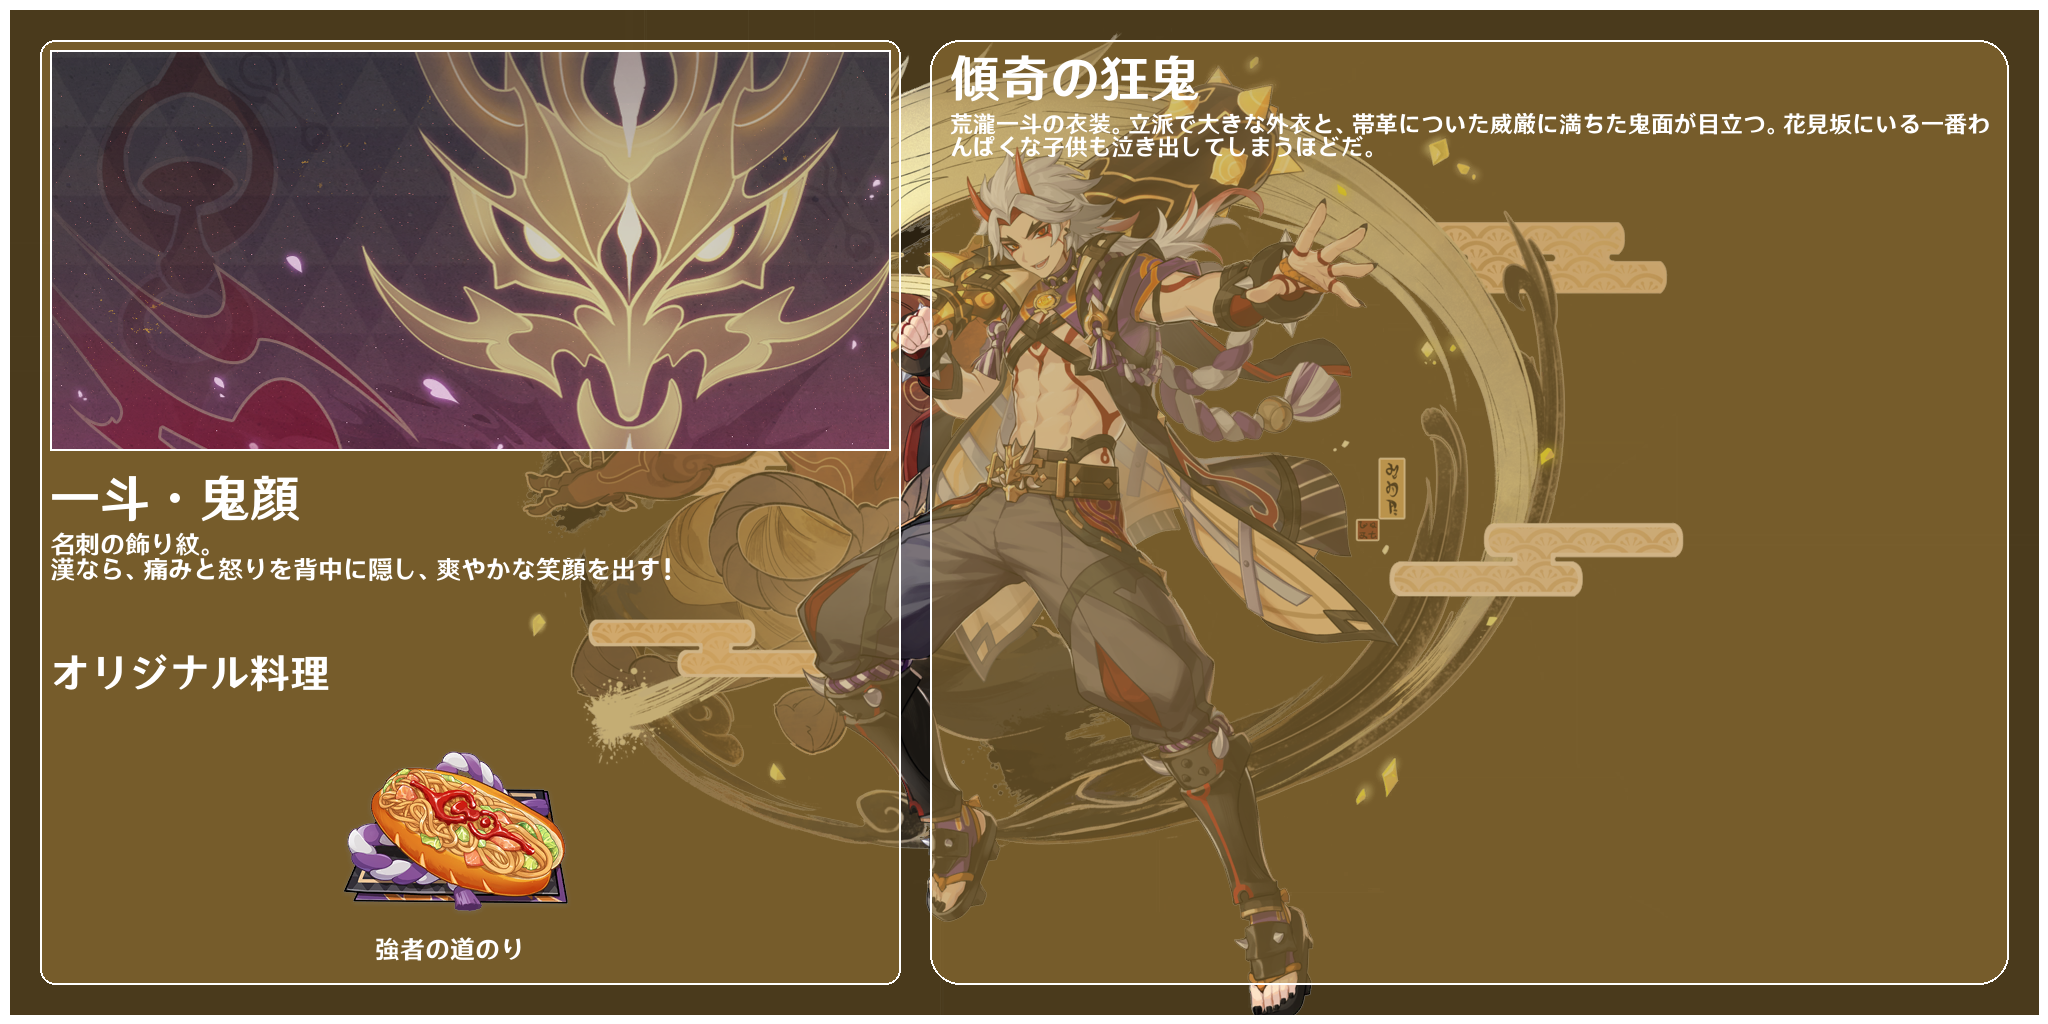 一斗・鬼顔
名刺の飾り紋。
漢なら、痛みと怒りを背中に隠し、爽やかな笑顔を出す!
オリジナル料理
強者の道のり
傾奇の狂鬼
荒瀧一斗の衣装。立派で大きな外衣と、帯革についた威厳に満ちた鬼面が目立つ。花見坂にいる一番わ
んぱくな子供も泣き出してしまうほどだ。